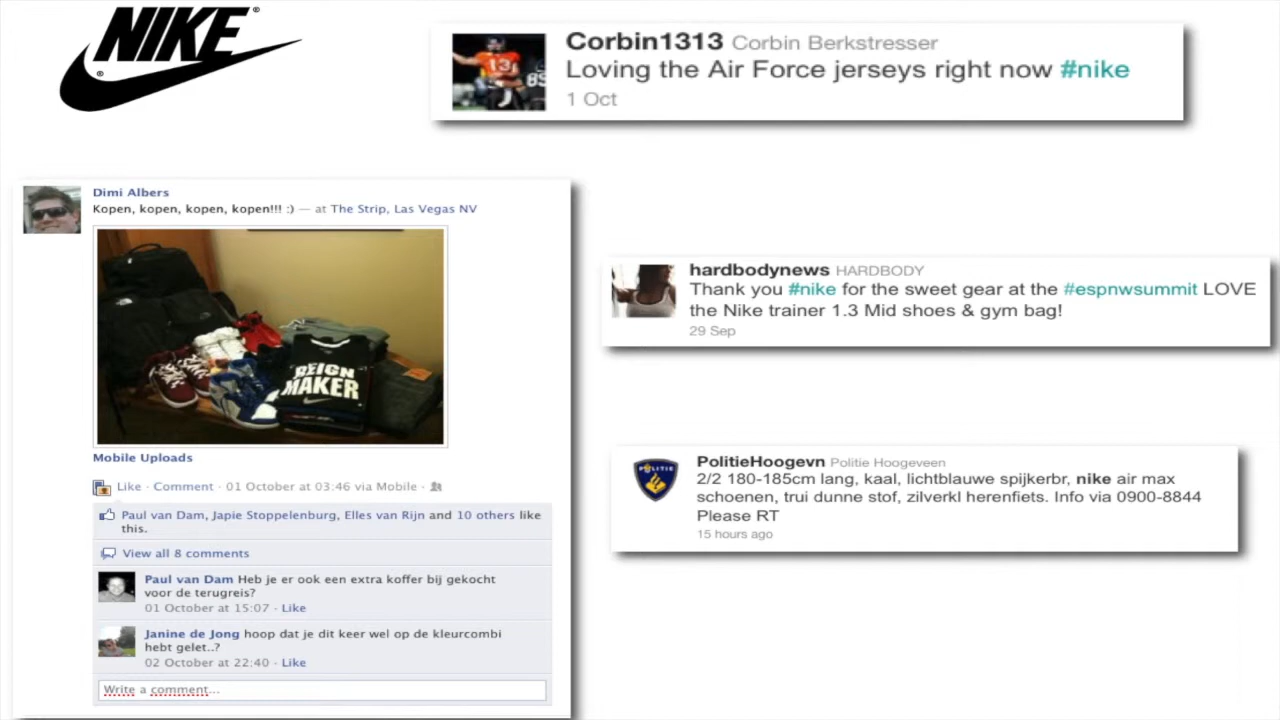 NIKE
Corbin1313 Corbin Berkstresser
Loving the Air Force jerseys right now #nike
1 Oct
Dimi Albers
Kopen, kopen, kopen, kopen!!! :) — at The Strip, Las Vegas NV
REIGN
MAKER
Mobile Uploads
Like · Comment · 01 October at 03:46 via Mobile ·
Paul van Dam, Japie Stoppelenburg, Elles van Rijn and 10 others like
this.
View all 8 comments
Paul van Dam Heb je er ook een extra koffer bij gekocht
voor de terugreis?
01 October at 15:07 · Like
Janine de Jong hoop dat je dit keer wel op de kleurcombi
hebt gelet..?
02 October at 22:40 · Like
Write a comment...
hardbodynews HARDBODY
Thank you #nike for the sweet gear at the #espnwsummit LOVE
the Nike trainer 1.3 Mid shoes & gym bag!
29 Sep
POLITIE
PolitieHoogevn Politie Hoogeveen
2/2 180-185cm lang, kaal, lichtblauwe spijkerbr, nike air max
schoenen, trui dunne stof, zilverkl herenfiets. Info via 0900-8844
Please RT
15 hours ago